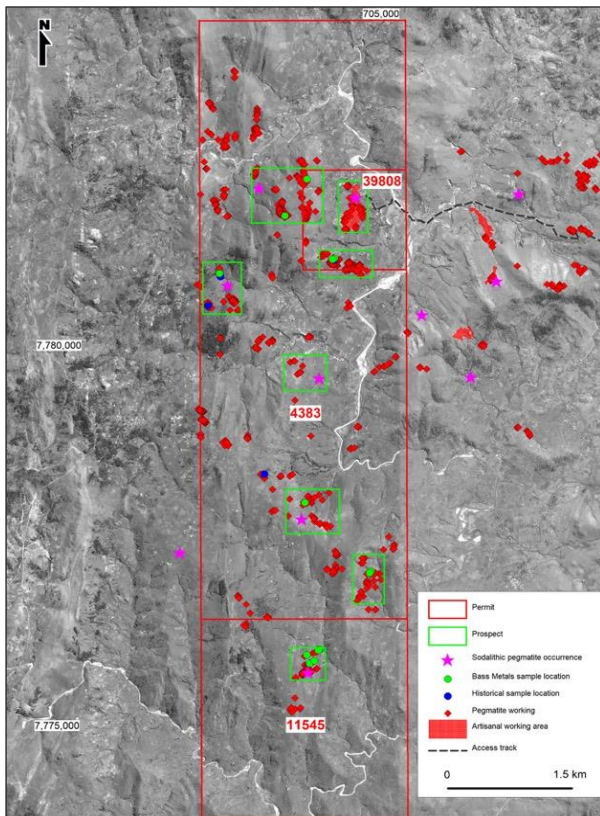 705,000
N
39808
7,780,000
4383
7,775,000
11545
Permit
Prospect
Sodalithic pegmatite occurrence
Bass Metals sample location
Historical sample location
Pegmatite working
Artisanal working area
Access track
0 1.5 km